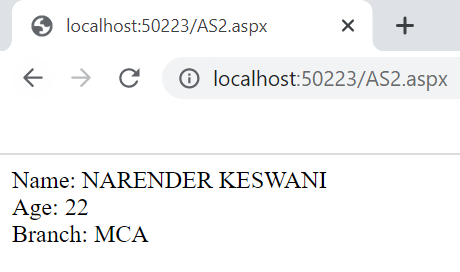 localhost:50223/AS2.aspx
localhost:50223/AS2.aspx
Name: NARENDER KESWANI
Age: 22
Branch: MCA